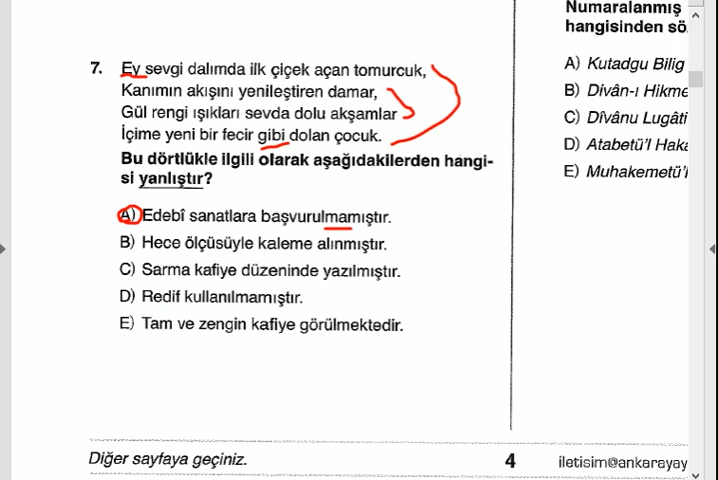 7. Ey sevgi dalımda ilk çiçek açan tomurcuk,
Kanımın akışını yenileştiren damar,
Gül rengi ışıkları sevda dolu akşamlar
İçime yeni bir fecir gibi dolan çocuk.
Bu dörtlükle ilgili olarak aşağıdakilerden hangi-
si yanlıştır?
A) Edebî sanatlara başvurulmamıştır.
B) Hece ölçüsüyle kaleme alınmıştır.
C) Sarma kafiye düzeninde yazılmıştır.
D) Redif kullanılmamıştır.
E) Tam ve zengin kafiye görülmektedir.
Numaralanmış
hangisinden sö
A) Kutadgu Bilig
B) Divân-ı Hikme
C) Dîvânu Lugâti
D) Atabetü'l Haka
E) Muhakemetü'l
Diğer sayfaya geçiniz.
4
iletisim@ankarayay